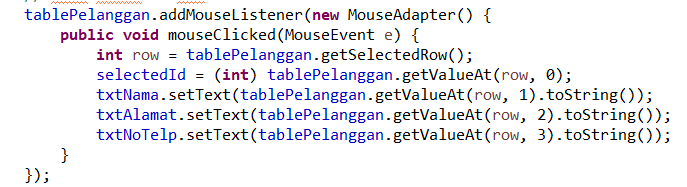 tablePelanggan.addMouseListener(new MouseAdapter() {
public void mouseClicked(MouseEvent e) {
int row = tablePelanggan.getSelectedRow();
selectedId = (int) tablePelanggan.getValueAt(row, 0);
txtNama.setText(tablePelanggan.getValueAt(row, 1).toString());
txtAlamat.setText(tablePelanggan.getValueAt(row, 2).toString());
txtNoTelp.setText(tablePelanggan.getValueAt(row, 3).toString());
}
});